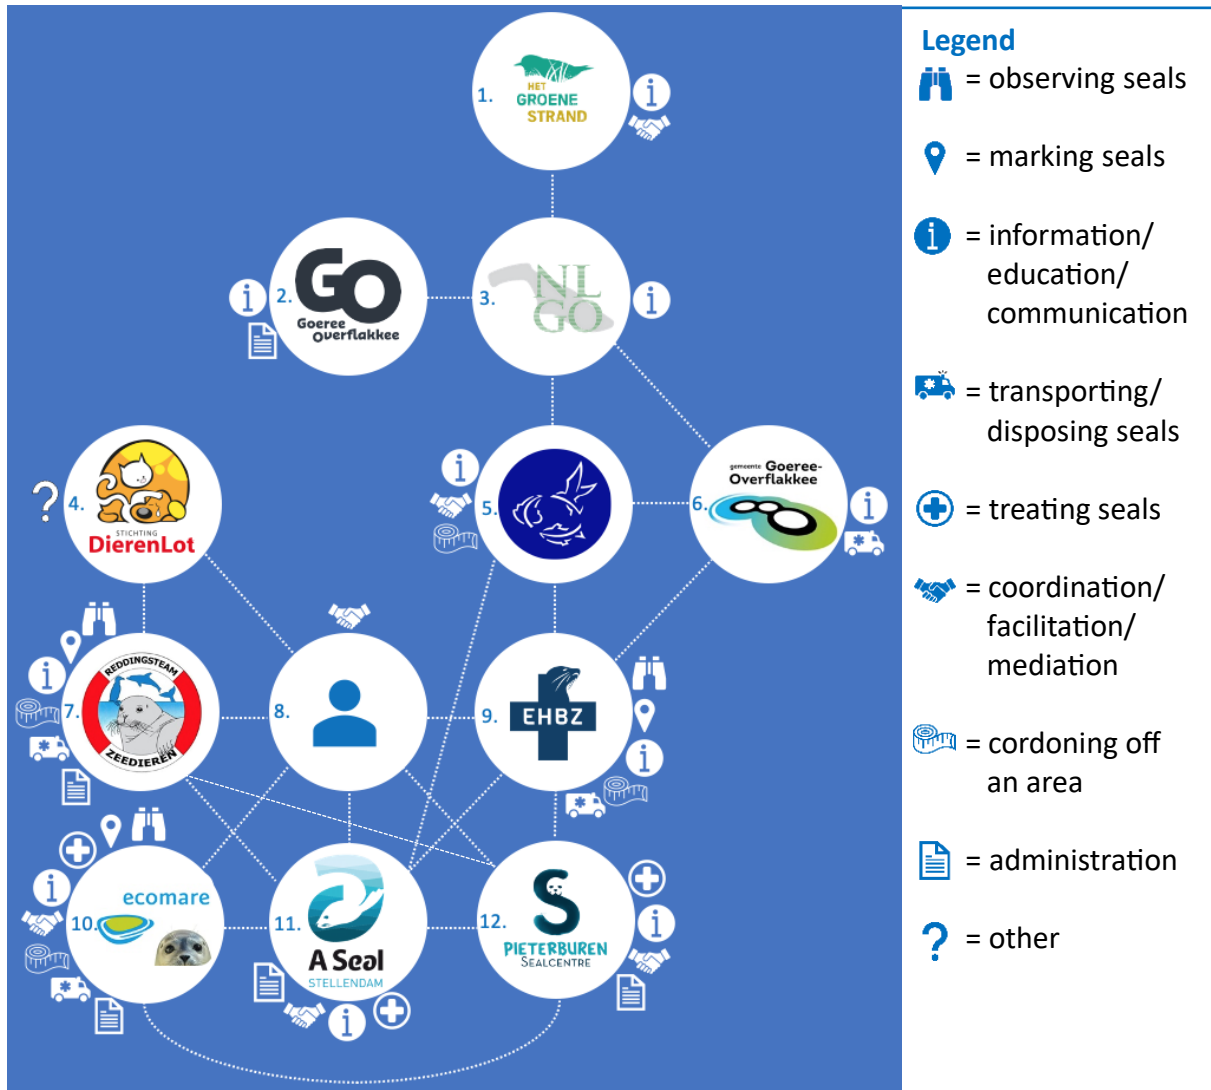 1.
HET
GROENE
STRAND
2.
GO
Goeree
Overflakkee
3.
NL
GO
4.
STICHTING
DierenLot
5.
6.
gemeente Goeree-
Overflakkee
7.
REDDINGSTEAM
ZEEDIEREN
8.
9.
EHBZ
10.
ecomare
11.
A Seal
STELLENDAM
12.
S
PIETERBUREN
SEALCENTRE
Legend
= observing seals
= marking seals
= information/
education/
communication
= transporting/
disposing seals
= treating seals
= coordination/
facilitation/
mediation
= cordoning off
an area
= administration
? = other